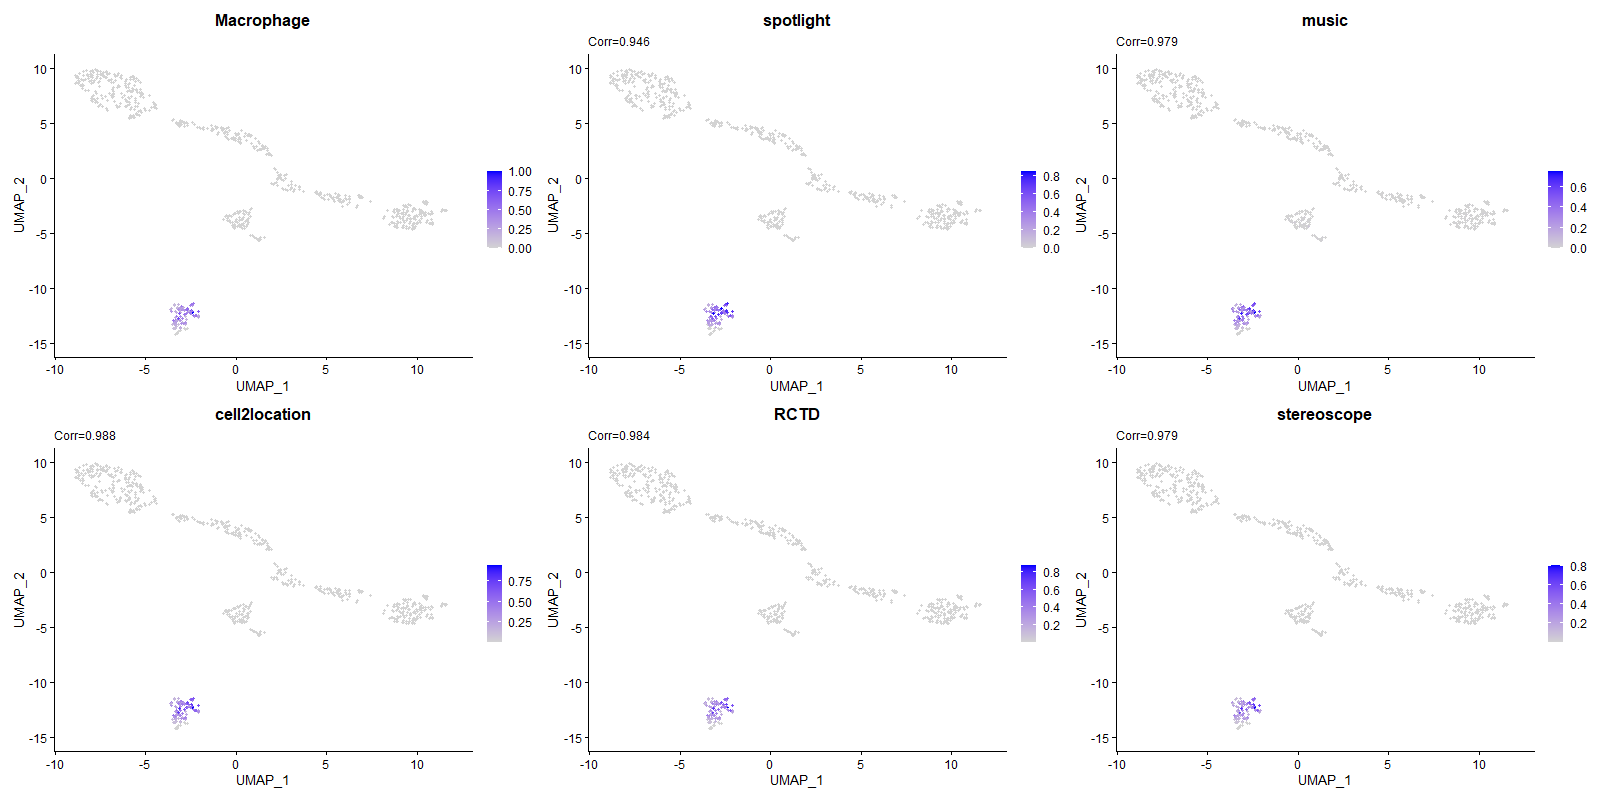 Macrophage
10
5
0
-5
-10
-15
UMAP_2
-10 -5 0 5 10
UMAP_1
1.00
0.75
0.50
0.25
0.00
spotlight
Corr=0.946
10
5
0
-5
-10
-15
UMAP_2
-10 -5 0 5 10
UMAP_1
0.8
0.6
0.4
0.2
0.0
music
Corr=0.979
10
5
0
-5
-10
-15
UMAP_2
-10 -5 0 5 10
UMAP_1
0.6
0.4
0.2
0.0
cell2location
Corr=0.988
10
5
0
-5
-10
-15
UMAP_2
-10 -5 0 5 10
UMAP_1
0.75
0.50
0.25
RCTD
Corr=0.984
10
5
0
-5
-10
-15
UMAP_2
-10 -5 0 5 10
UMAP_1
0.8
0.6
0.4
0.2
stereoscope
Corr=0.979
10
5
0
-5
-10
-15
UMAP_2
-10 -5 0 5 10
UMAP_1
0.8
0.6
0.4
0.2